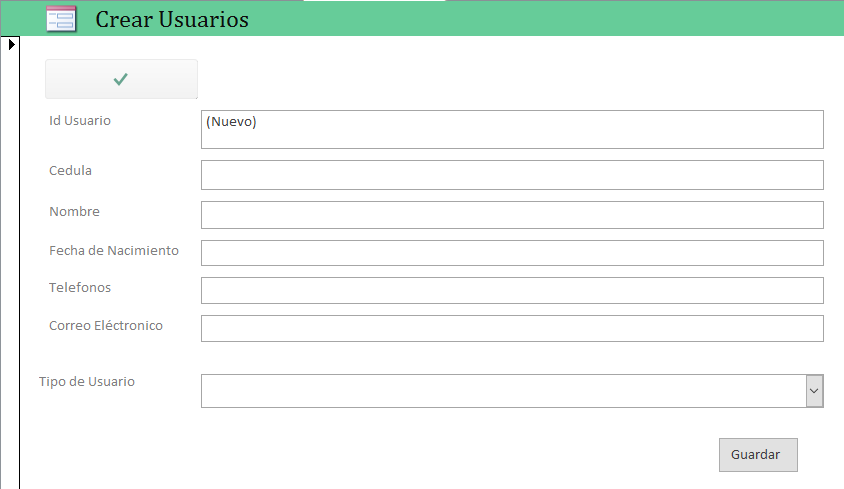 Crear Usuarios
Id Usuario
(Nuevo)
Cedula
Nombre
Fecha de Nacimiento
Telefonos
Correo Eléctronico
Tipo de Usuario
Guardar